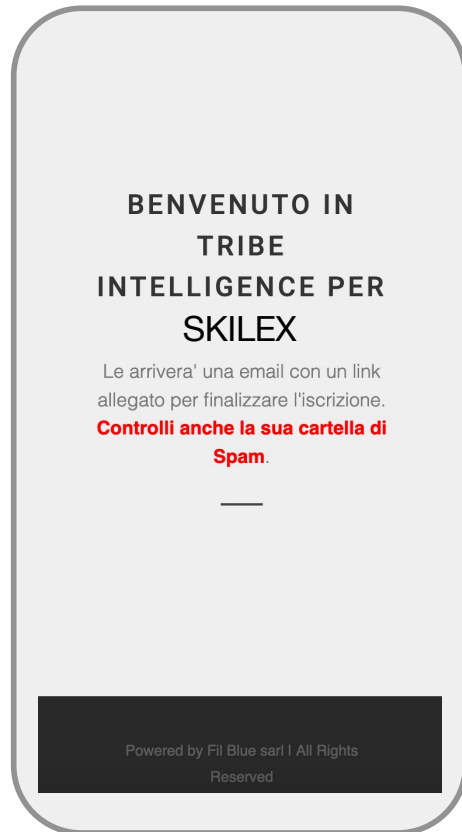 BENVENUTO IN
TRIBE
INTELLIGENCE PER
SKILEX
Le arrivera' una email con un link
allegato per finalizzare l'iscrizione.
Controlli anche la sua cartella di
Spam.
Powered by Fil Blue sarl | All Rights
Reserved